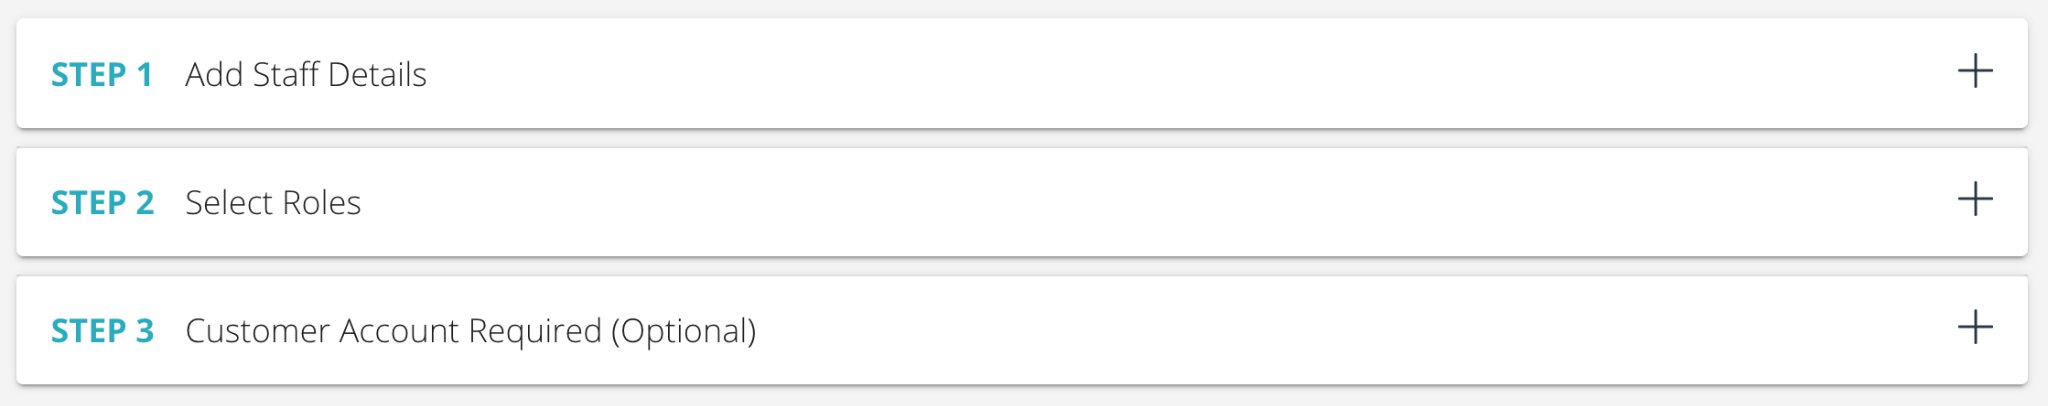 STEP 1 Add Staff Details
STEP 2 Select Roles
STEP 3 Customer Account Required (Optional)